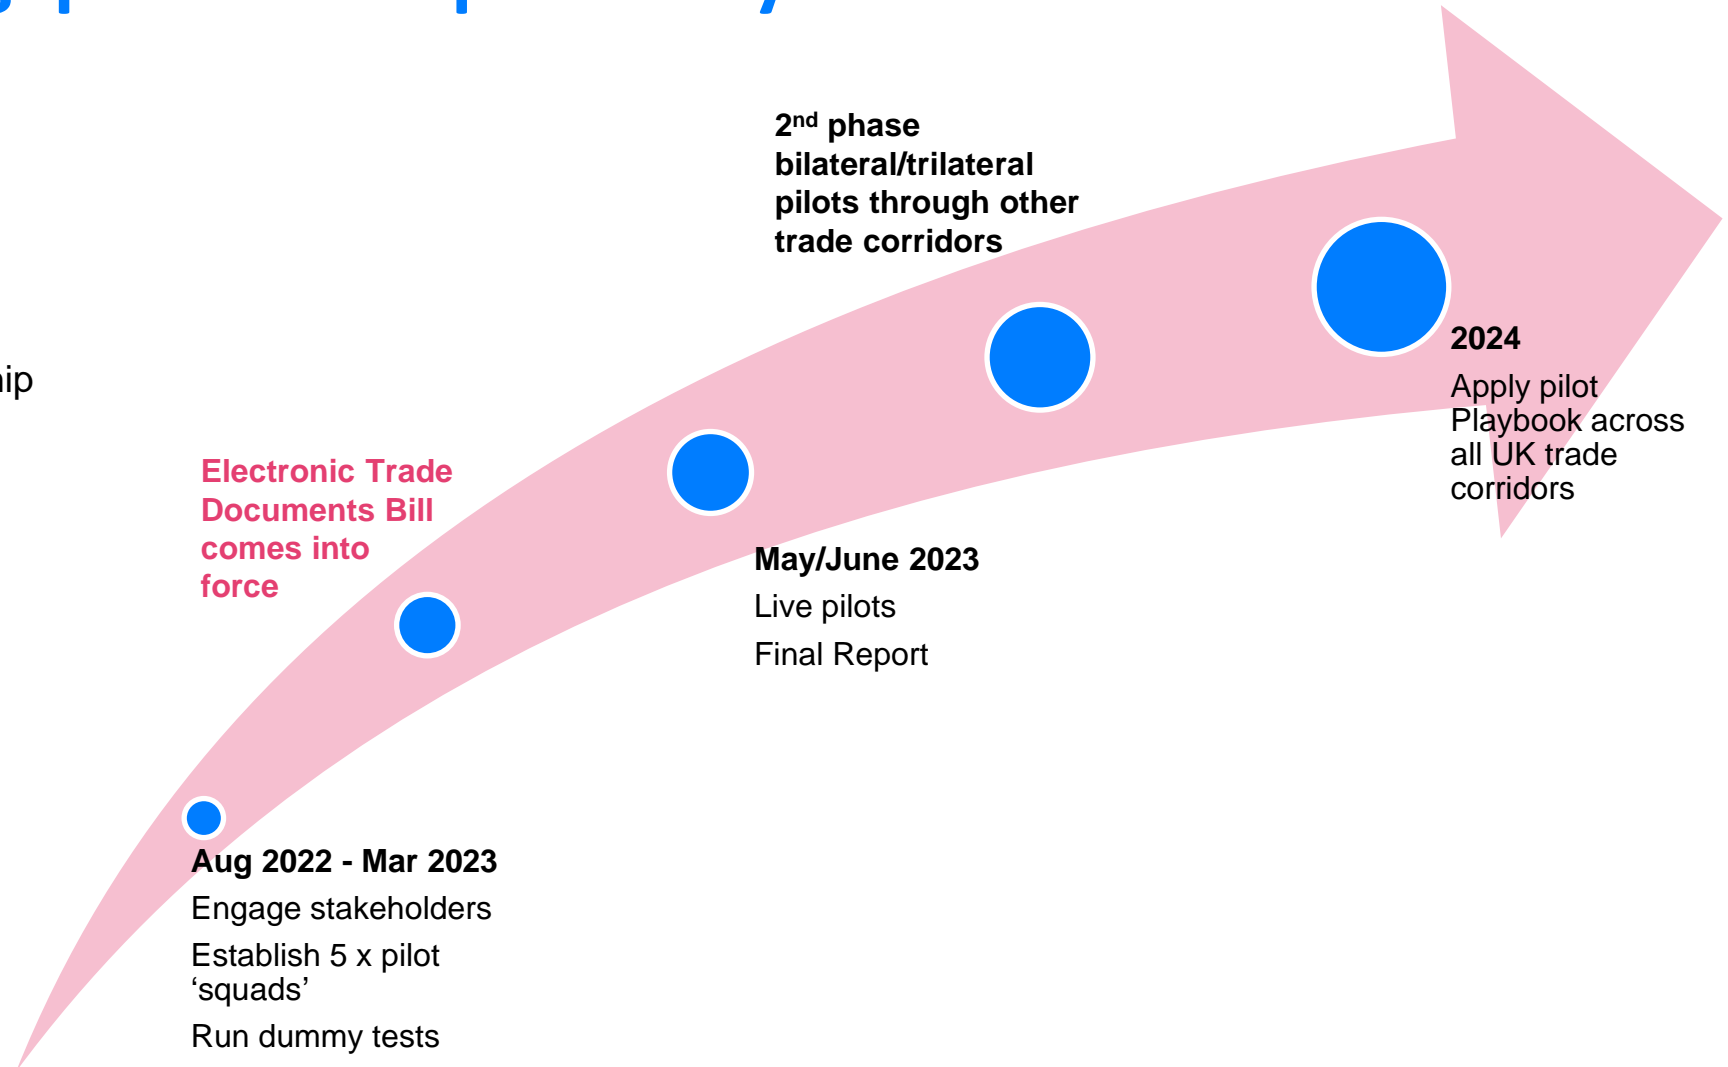 2nd phase
bilateral/trilateral
pilots through other
trade corridors
2024
Apply pilot
Playbook across
all UK trade
corridors
Electronic Trade
Documents Bill
comes into
force
May/June 2023
Live pilots
Final Report
Aug 2022 - Mar 2023
Engage stakeholders
Establish 5 x pilot
‘squads’
Run dummy tests